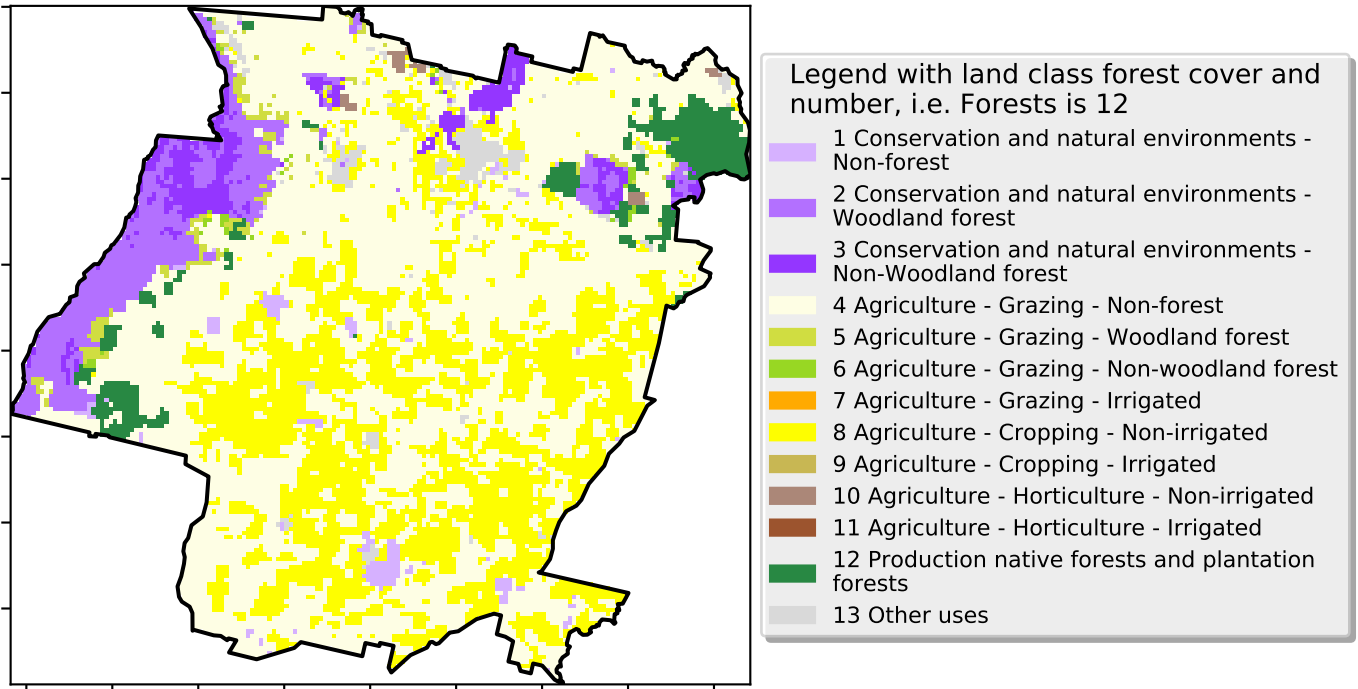 Legend with land class forest cover and
number, i.e. Forests is 12
1 Conservation and natural environments -
Non-forest
2 Conservation and natural environments -
Woodland forest
3 Conservation and natural environments -
Non-Woodland forest
4 Agriculture - Grazing - Non-forest
5 Agriculture - Grazing - Woodland forest
6 Agriculture - Grazing - Non-woodland forest
7 Agriculture - Grazing - Irrigated
8 Agriculture - Cropping - Non-irrigated
9 Agriculture - Cropping - Irrigated
10 Agriculture - Horticulture - Non-irrigated
11 Agriculture - Horticulture - Irrigated
12 Production native forests and plantation
forests
13 Other uses